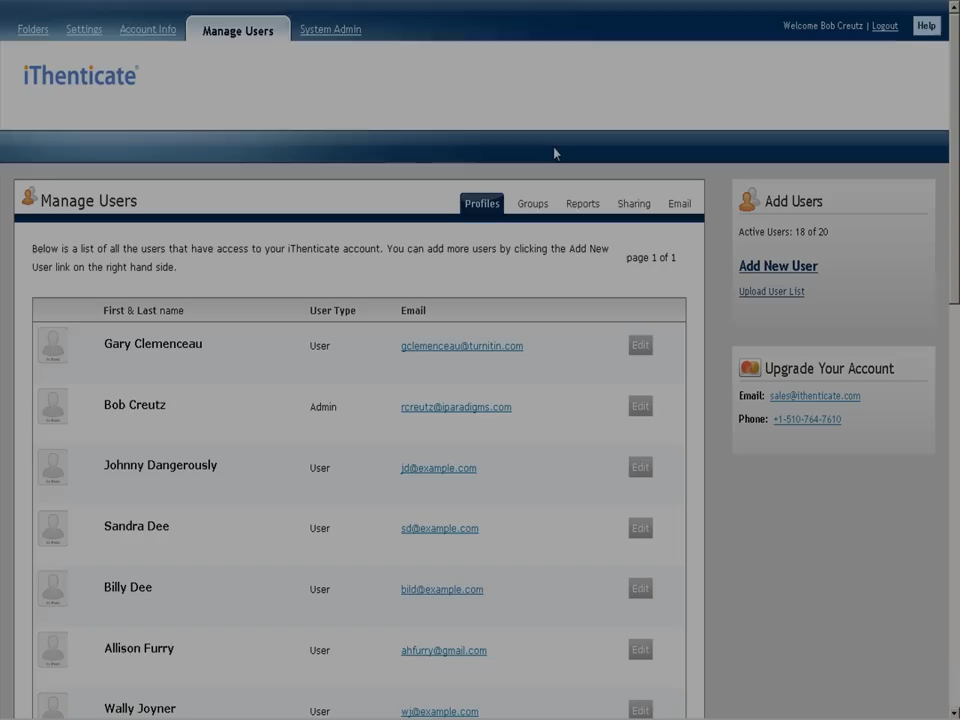 Folders Settings Account Info Manage Users System Admin Welcome Bob Creutz | Logout Help
iThenticate®
Manage Users Profiles Groups Reports Sharing Email
Below is a list of all the users that have access to your iThenticate account. You can add more users by clicking the Add New
User link on the right hand side.
page 1 of 1
First & Last name User Type Email
Gary Clemenceau User gclemenceau@turnitin.com Edit
Bob Creutz Admin rcreutz@iparadigms.com Edit
Johnny Dangerously User jd@example.com Edit
Sandra Dee User sd@example.com Edit
Billy Dee User bild@example.com Edit
Allison Furry User ahfurry@gmail.com Edit
Wally Joyner User wj@example.com Edit
Add Users
Active Users: 18 of 20
Add New User
Upload User List
Upgrade Your Account
Email: sales@ithenticate.com
Phone: +1-510-764-7610